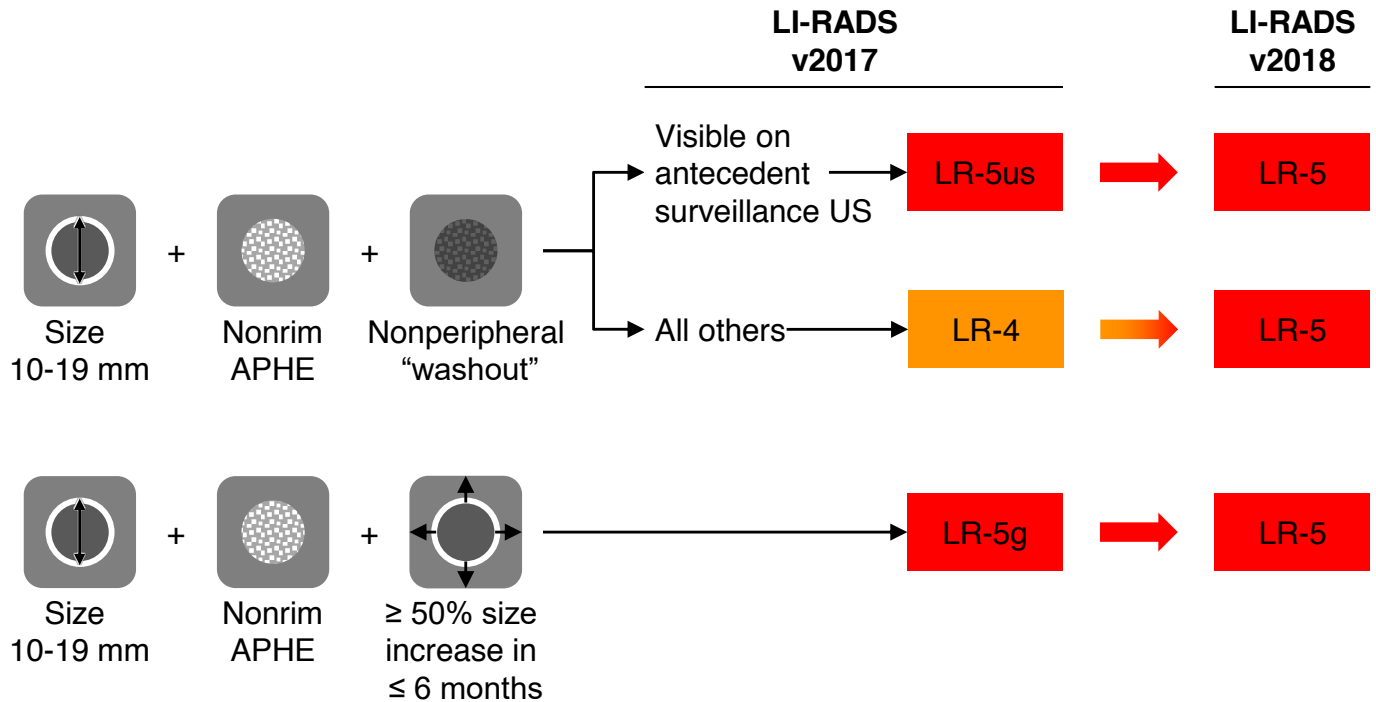 LI-RADS
v2017
LI-RADS
v2018
Visible on
antecedent
surveillance US
LR-5us
LR-5
+
+
Size
10-19 mm
Nonrim
APHE
Nonperipheral
“washout”
All others
LR-4
LR-5
+
+
Size
10-19 mm
Nonrim
APHE
≥ 50% size
increase in
≤ 6 months
LR-5g
LR-5